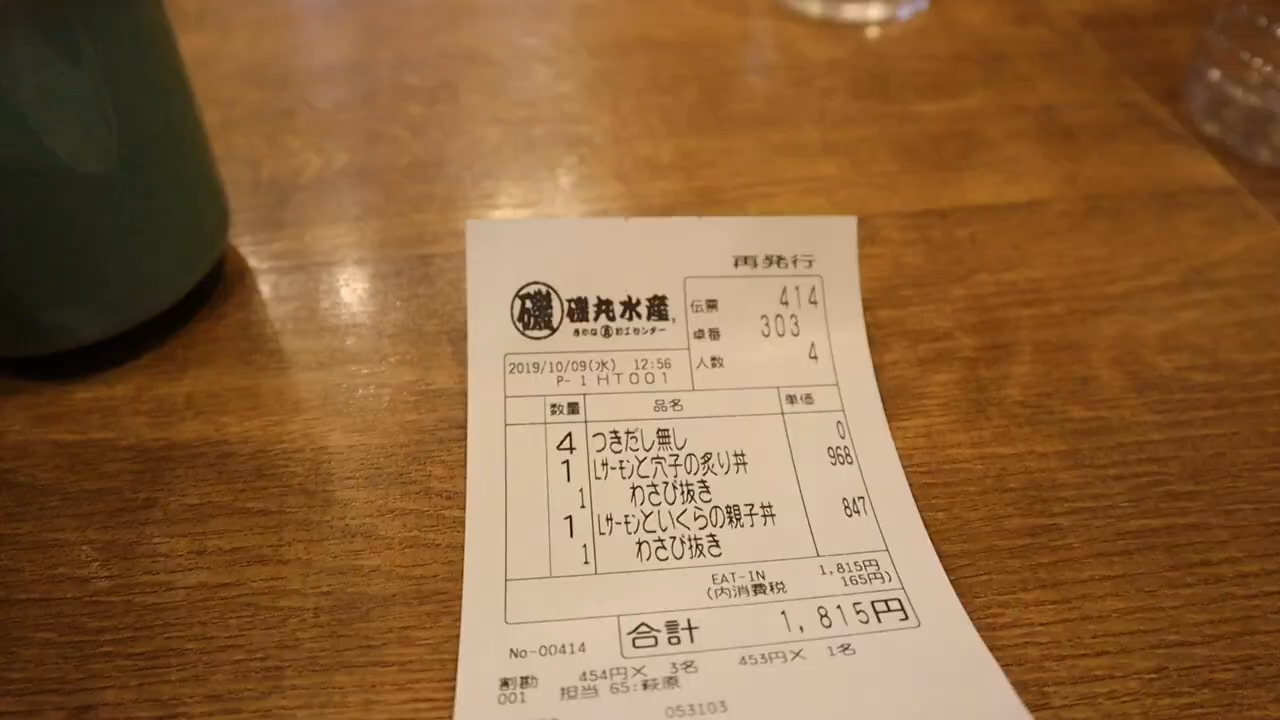 再発行
磯 磯丸水産
伝票 414
卓番 303
人数 4
2019/10/09(水) 12:56
P- 1 HT001
数量 品名 単価
4 つきだし無し 0
1 Lサーモンと穴子の炙り丼 968
1 わさび抜き
1 Lサーモンといくらの親子丼 847
1 わさび抜き
EAT-IN 1,815円
(内消費税 165円)
合計 1,815円
No-00414
割勘 454円× 3名 453円× 1名
001 担当 65:萩原
053103